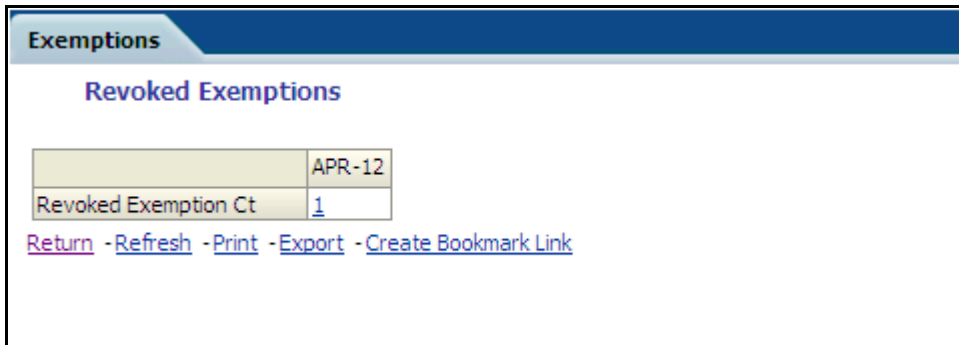 Exemptions
Revoked Exemptions
APR-12
Revoked Exemption Ct 1
Return - Refresh - Print - Export - Create Bookmark Link